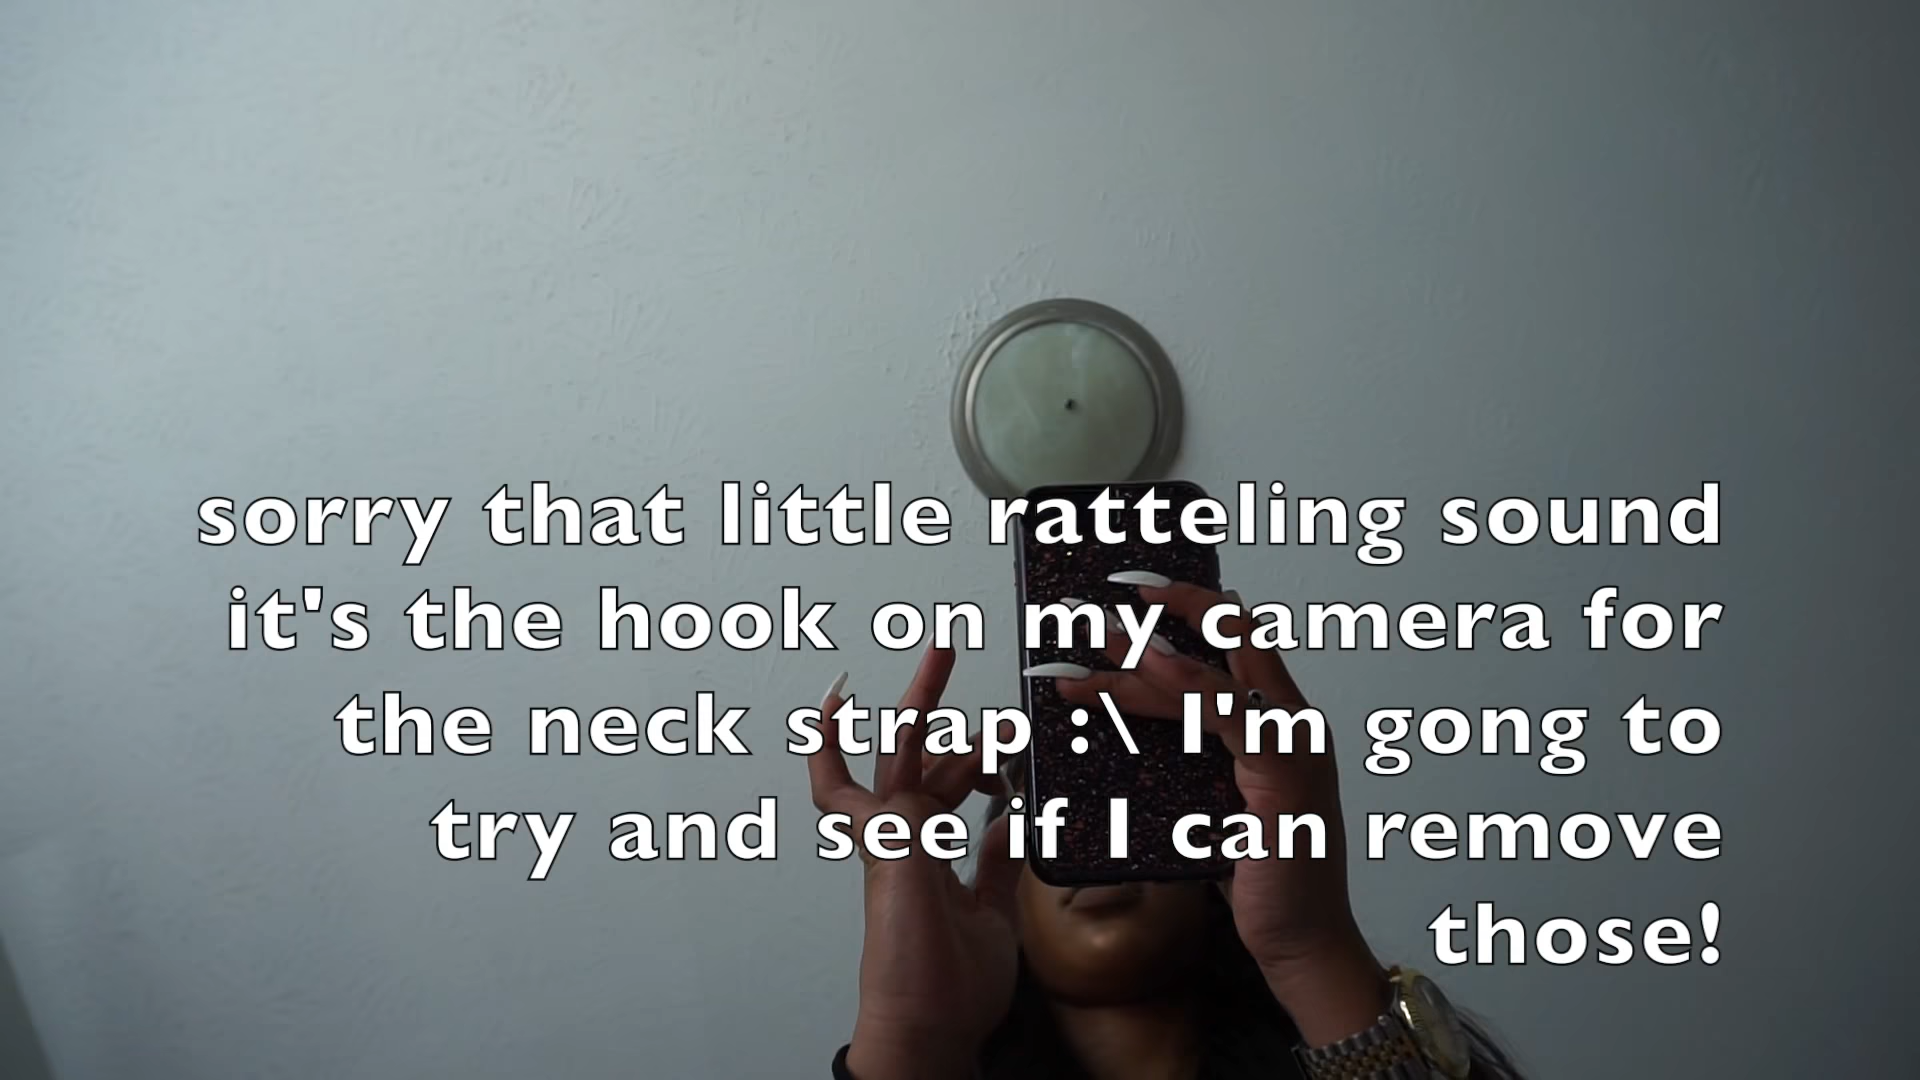 sorry that little ratteling sound
it's the hook on my camera for
the neck strap :\ I'm gong to
try and see if I can remove
those!